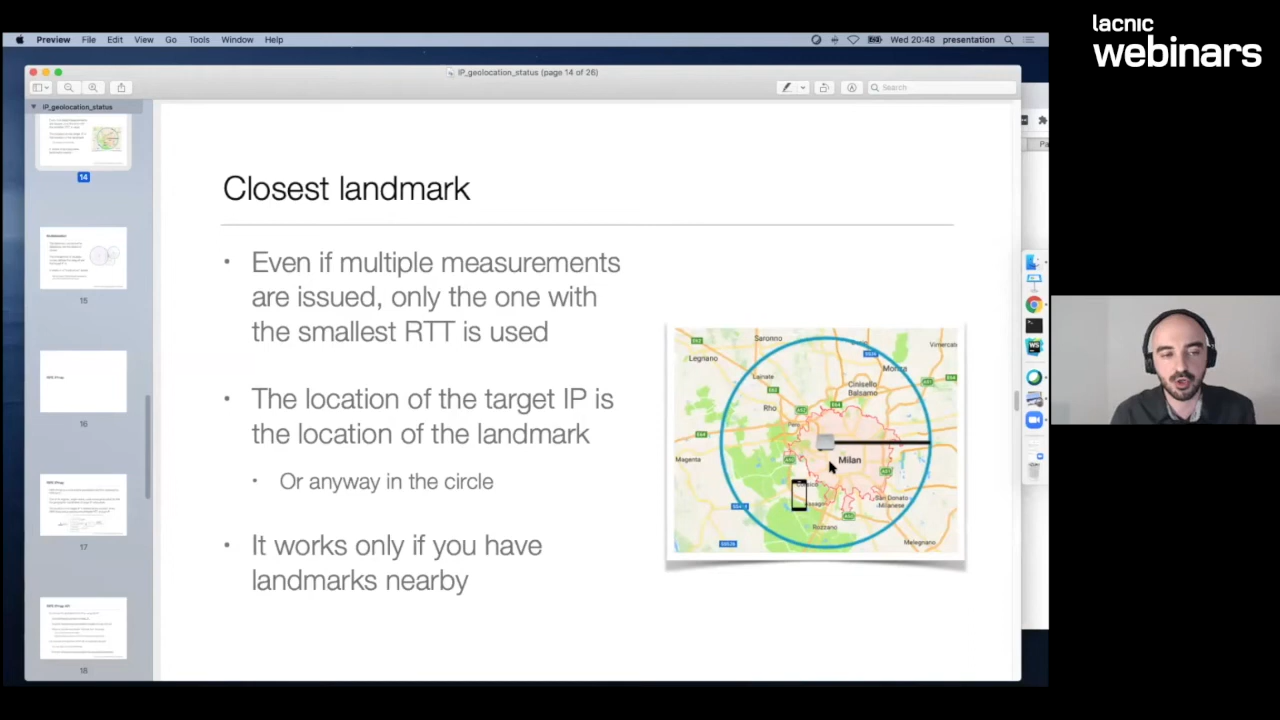 lacnic
webinars
Preview File Edit View Go Tools Window Help
Wed 20:48 presentation
IP_geolocation_status (page 14 of 26)
Search
IP_geolocation_status
14
15
16
17
18
Closest landmark
• Even if multiple measurements
are issued, only the one with
the smallest RTT is used
• The location of the target IP is
the location of the landmark
• Or anyway in the circle
• It works only if you have
landmarks nearby
Saronno
Legnano
Vimercate
Lainate
Monza
Cinisello
Balsamo
Rho
Magenta
Milan
San Donato
Milanese
Rozzano
Melegnano
Pa